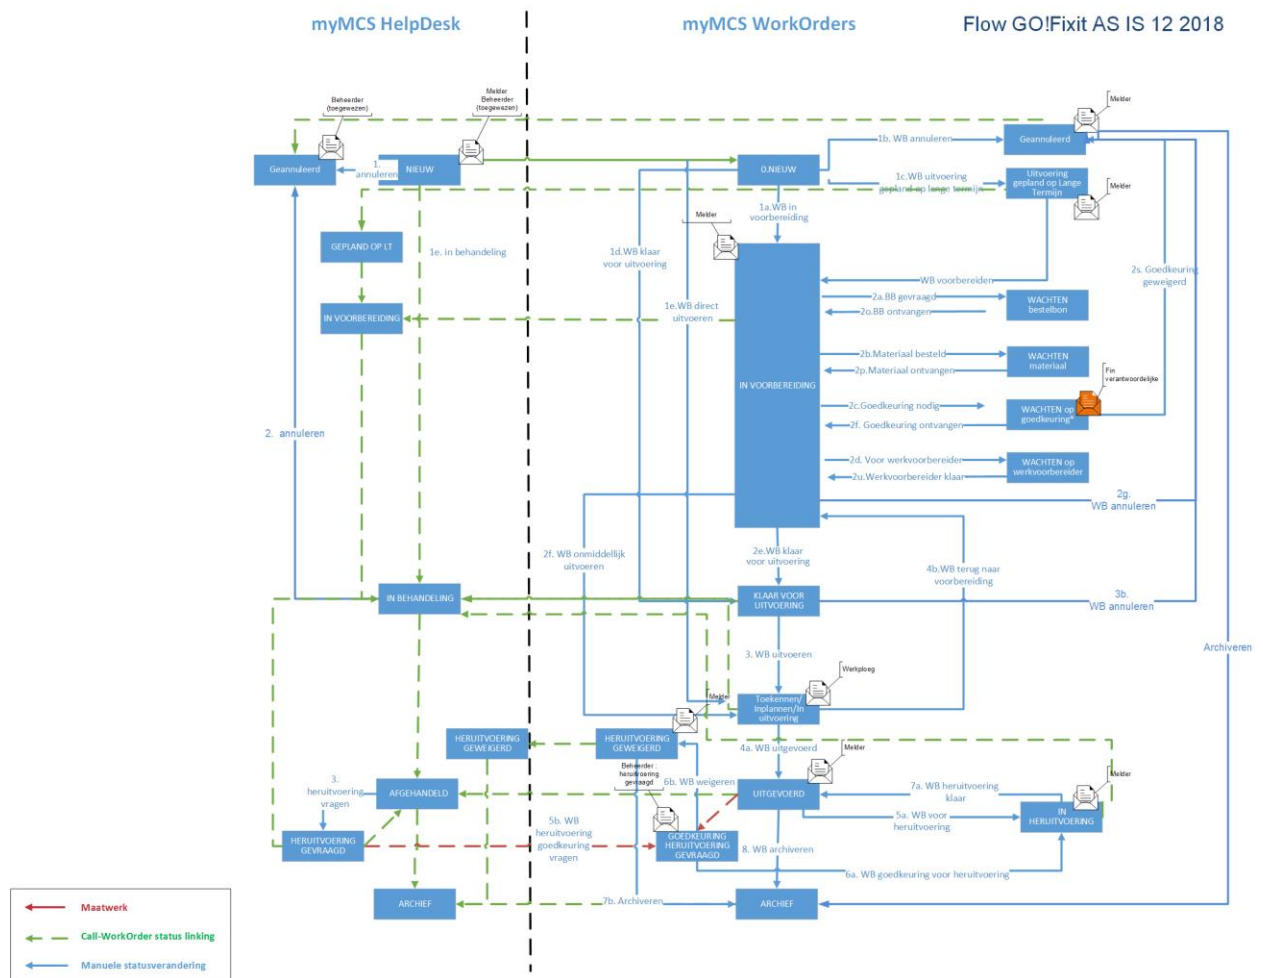 myMCS HelpDesk
myMCS WorkOrders
Flow GO!Fixit AS IS 12 2018
Beheerder
(toegewezen)
Melder
Beheerder
(toegewezen)
Melder
Geannuleerd
1.
annuleren
NIEUW
0.NIEUW
1b. WB annuleren
Geannuleerd
1c.WB uitvoering
gepland op lange termijn
Uitvoering
gepland op Lange
Termijn
Melder
1a.WB in
voorbereiding
Melder
GEPLAND OP LT
1e. in behandeling
1d.WB klaar
voor uitvoering
WB voorbereiden
2s. Goedkeuring
geweigerd
2a.BB gevraagd
2o.BB ontvangen
WACHTEN
bestelbon
1e.WB direct
uitvoeren
IN VOORBEREIDING
2b.Materiaal besteld
2p.Materiaal ontvangen
WACHTEN
materiaal
IN VOORBEREIDING
Fin
verantwoordelijke
2c.Goedkeuring nodig
2f. Goedkeuring ontvangen
WACHTEN op
goedkeuring*
2. annuleren
2d. Voor werkvoorbereider
2u.Werkvoorbereider klaar
WACHTEN op
werkvoorbereider
2g.
WB annuleren
2f. WB onmiddellijk
uitvoeren
2e.WB klaar
voor uitvoering
4b.WB terug naar
voorbereiding
IN BEHANDELING
KLAAR VOOR
UITVOERING
3b.
WB annuleren
3. WB uitvoeren
Archiveren
Werkploeg
Melder
Toekennen/
Inplannen/In
uitvoering
HERUITVOERING
GEWEIGERD
HERUITVOERING
GEWEIGERD
4a. WB uitgevoerd
Melder
Beheerder :
heruitvoering
gevraagd
6b. WB weigeren
3.
heruitvoering
vragen
AFGEHANDELD
UITGEVOERD
7a. WB heruitvoering
klaar
Melder
5a. WB voor
heruitvoering
IN
HERUITVOERING
HERUITVOERING
GEVRAAGD
5b. WB
heruitvoering
goedkeuring
vragen
GOEDKEURING
HERUITVOERING
GEVRAAGD
8. WB archiveren
6a. WB goedkeuring voor heruitvoering
ARCHIEF
7b. Archiveren
ARCHIEF
Maatwerk
Call-WorkOrder status linking
Manuele statusverandering